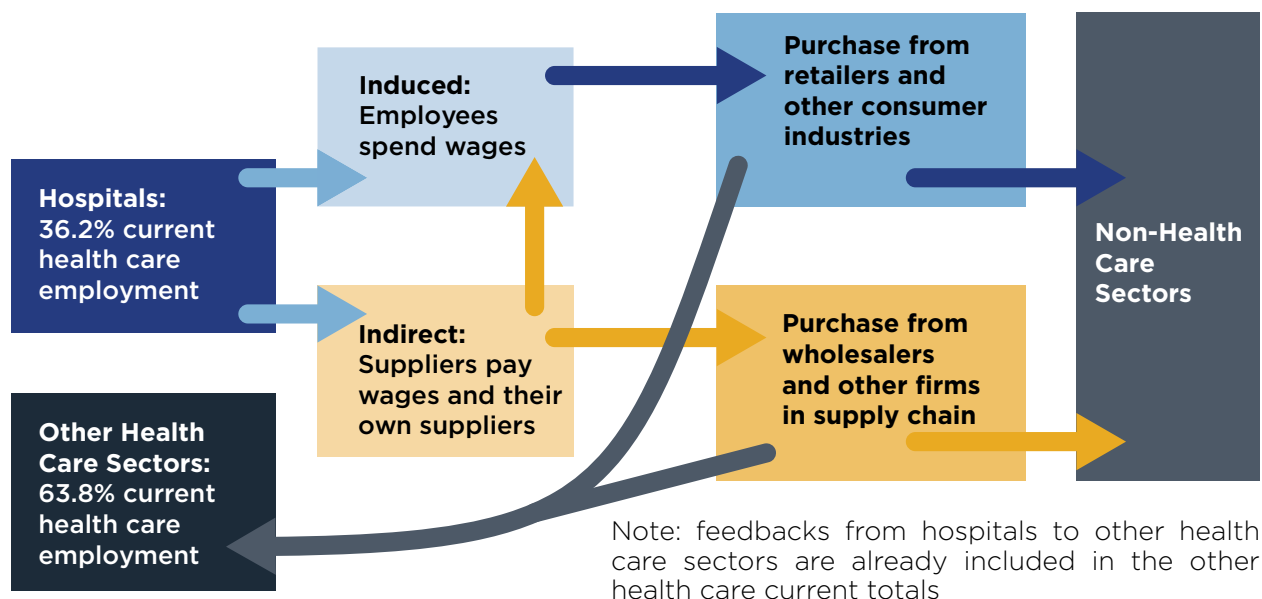 Hospitals:
36.2% current
health care
employment
Other Health
Care Sectors:
63.8% current
health care
employment
Induced:
Employees
spend wages
Indirect:
Suppliers pay
wages and their
own suppliers
Purchase from
retailers and
other consumer
industries
Purchase from
wholesalers
and other firms
in supply chain
Non-Health
Care
Sectors
Note: feedbacks from hospitals to other health
care sectors are already included in the other
health care current totals